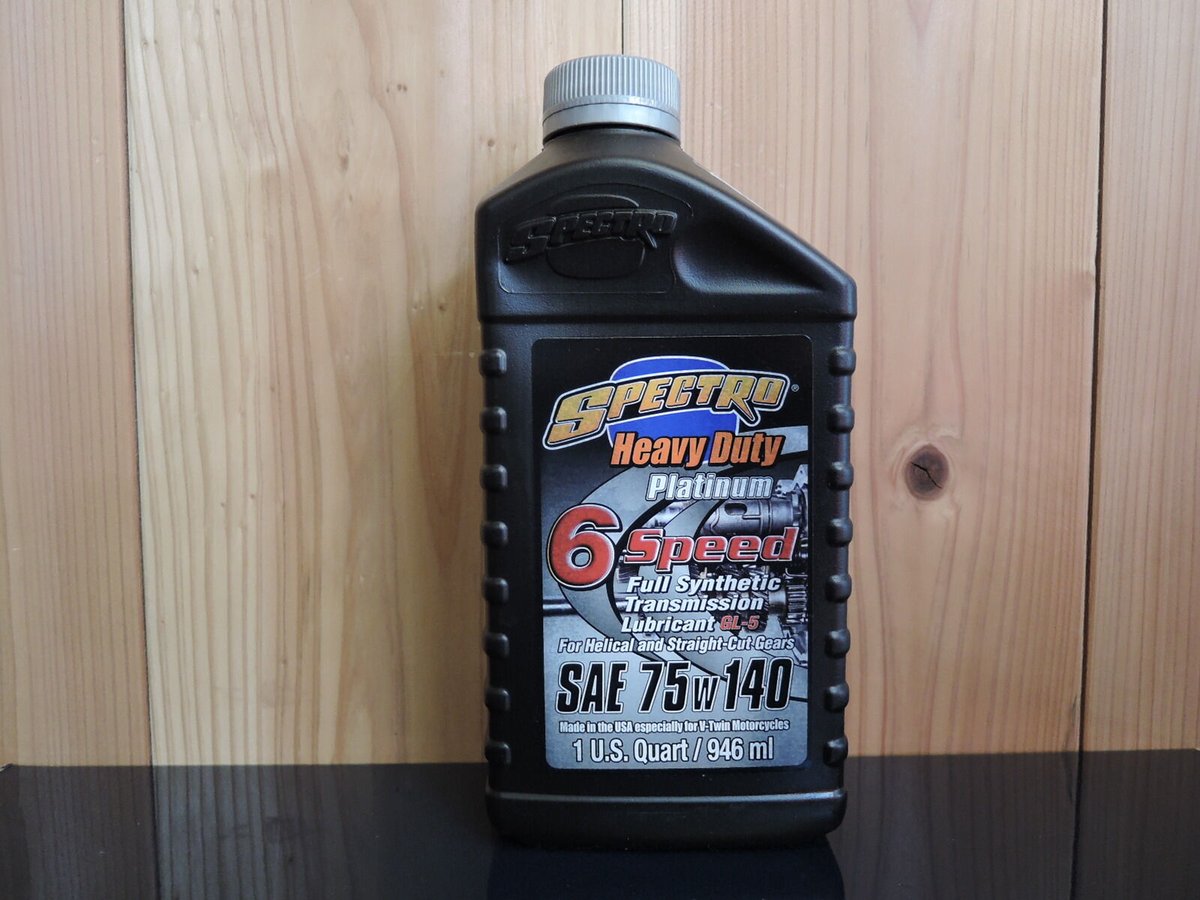 SPECTRO
SPECTRO®
Heavy Duty
Platinum
6 Speed
Full Synthetic
Transmission
Lubricant GL-5
For Helical and Straight-Cut Gears
SAE 75W140
Made in the USA especially for V-Twin Motorcycles
1 U.S. Quart / 946 ml